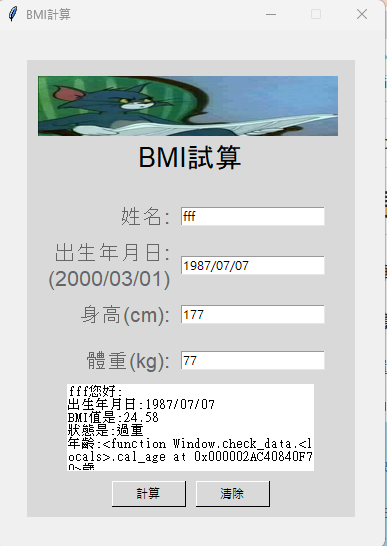 BMI計算
BMI試算
姓名:
fff
出生年月日:
(2000/03/01)
1987/07/07
身高(cm):
177
體重(kg):
77
fff您好:
出生年月日:1987/07/07
BMI值是:24.58
狀態是:過重
年齡:<function Window.check_data.<l
ocals>.cal_age at 0x000002AC40840F7
0>歲
計算
清除